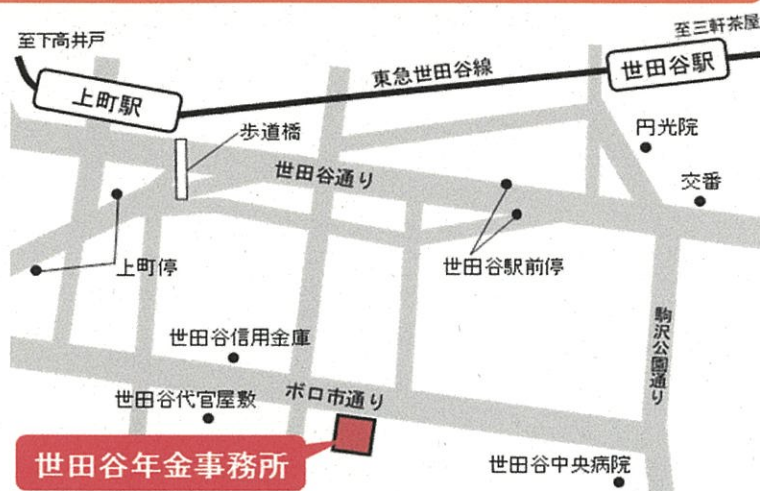 至三軒茶屋
至下高井戸
東急世田谷線
世田谷駅
上町駅
円光院
歩道橋
世田谷通り
交番
上町停
世田谷駅前停
駒沢公園通り
世田谷信用金庫
ボロ市通り
世田谷代官屋敷
世田谷年金事務所
世田谷中央病院